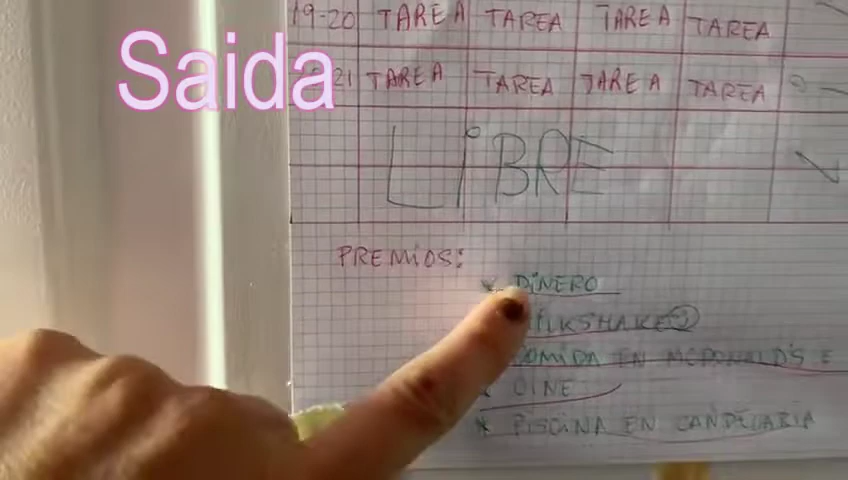 Saida
19-20 TAREA TAREA TAREA TAREA
21 TAREA TAREA TAREA TAREA
LIBRE
PREMIOS:
* DINERO
MILKSHAKE
COMIDA EN MCDONALD'S E
* CINE
* PISCINA EN CANDELARIA